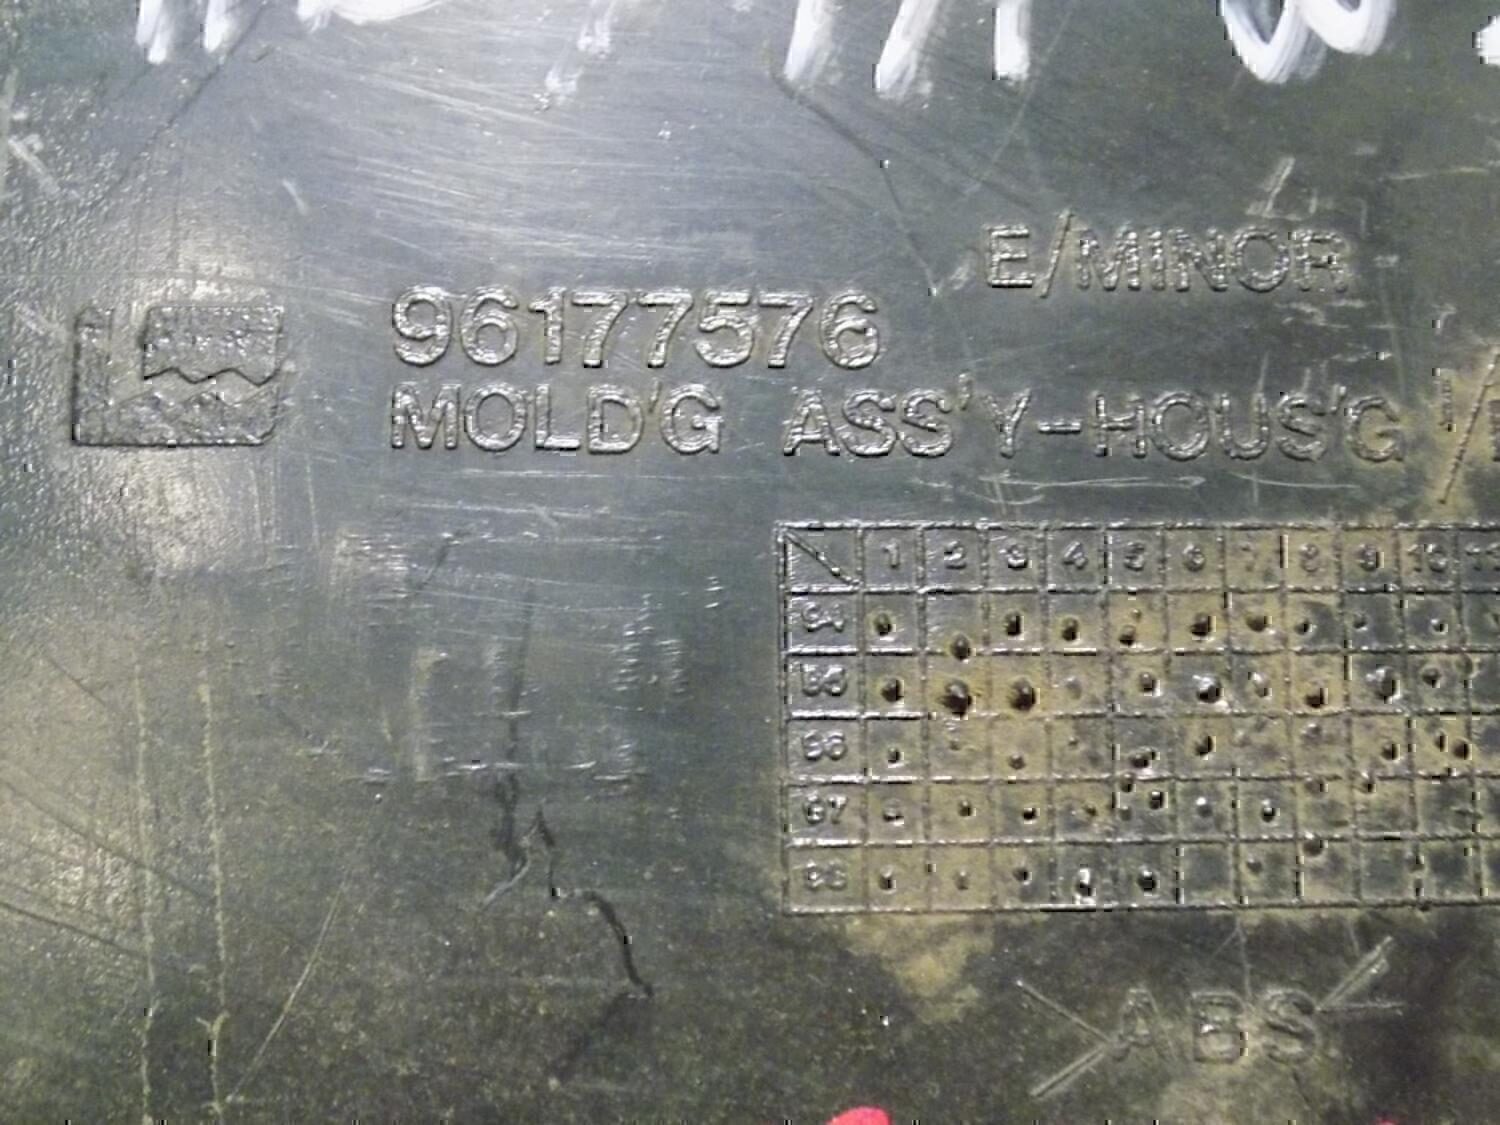 E/MINOR
96177576
MOLD'G ASS'Y-HOUS'G
1 2 3 4 5 6 7 8 9 10 11
94
95
96
97
98
>ABS<